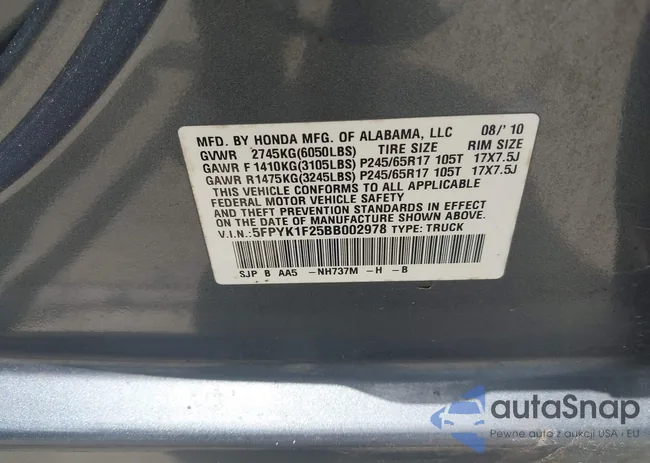 MFD. BY HONDA MFG. OF ALABAMA, LLC 08/'10
GVWR 2745KG(6050LBS) TIRE SIZE RIM SIZE
GAWR F 1410KG(3105LBS) P245/65R17 105T 17X7.5J
GAWR R1475KG(3245LBS) P245/65R17 105T 17X7.5J
THIS VEHICLE CONFORMS TO ALL APPLICABLE
FEDERAL MOTOR VEHICLE SAFETY
AND THEFT PREVENTION STANDARDS IN EFFECT
ON THE DATE OF MANUFACTURE SHOWN ABOVE.
V.I.N.:5FPYK1F25BB002978 TYPE: TRUCK
SJP B AA5 -NH737M -H -B
autaSnap
Pewne auto z aukcji USA · EU